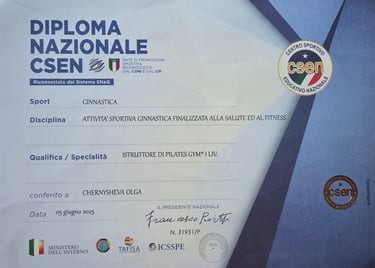 DIPLOMA
NAZIONALE
CSEN
ENTE DI PROMOZIONE
SPORTIVA
RICONOSCIUTO
DAL CONI E DAL CIP
Riconosciuto dal Sistema SNaQ
CENTRO SPORTIVO
csen
EDUCATIVO NAZIONALE
Sport GINNASTICA
Disciplina ATTIVITA' SPORTIVA GINNASTICA FINALIZZATA ALLA SALUTE ED AL FITNESS
Qualifica / Specialità ISTRUTTORE DI PILATES GYM® I LIV.
conferito a CHERNYSHEVA OLGA
csen
Data 05 giugno 2025
IL PRESIDENTE NAZIONALE
N. 31931/P
MINISTERO
DELL'INTERNO
TAFISA
ICSSPE